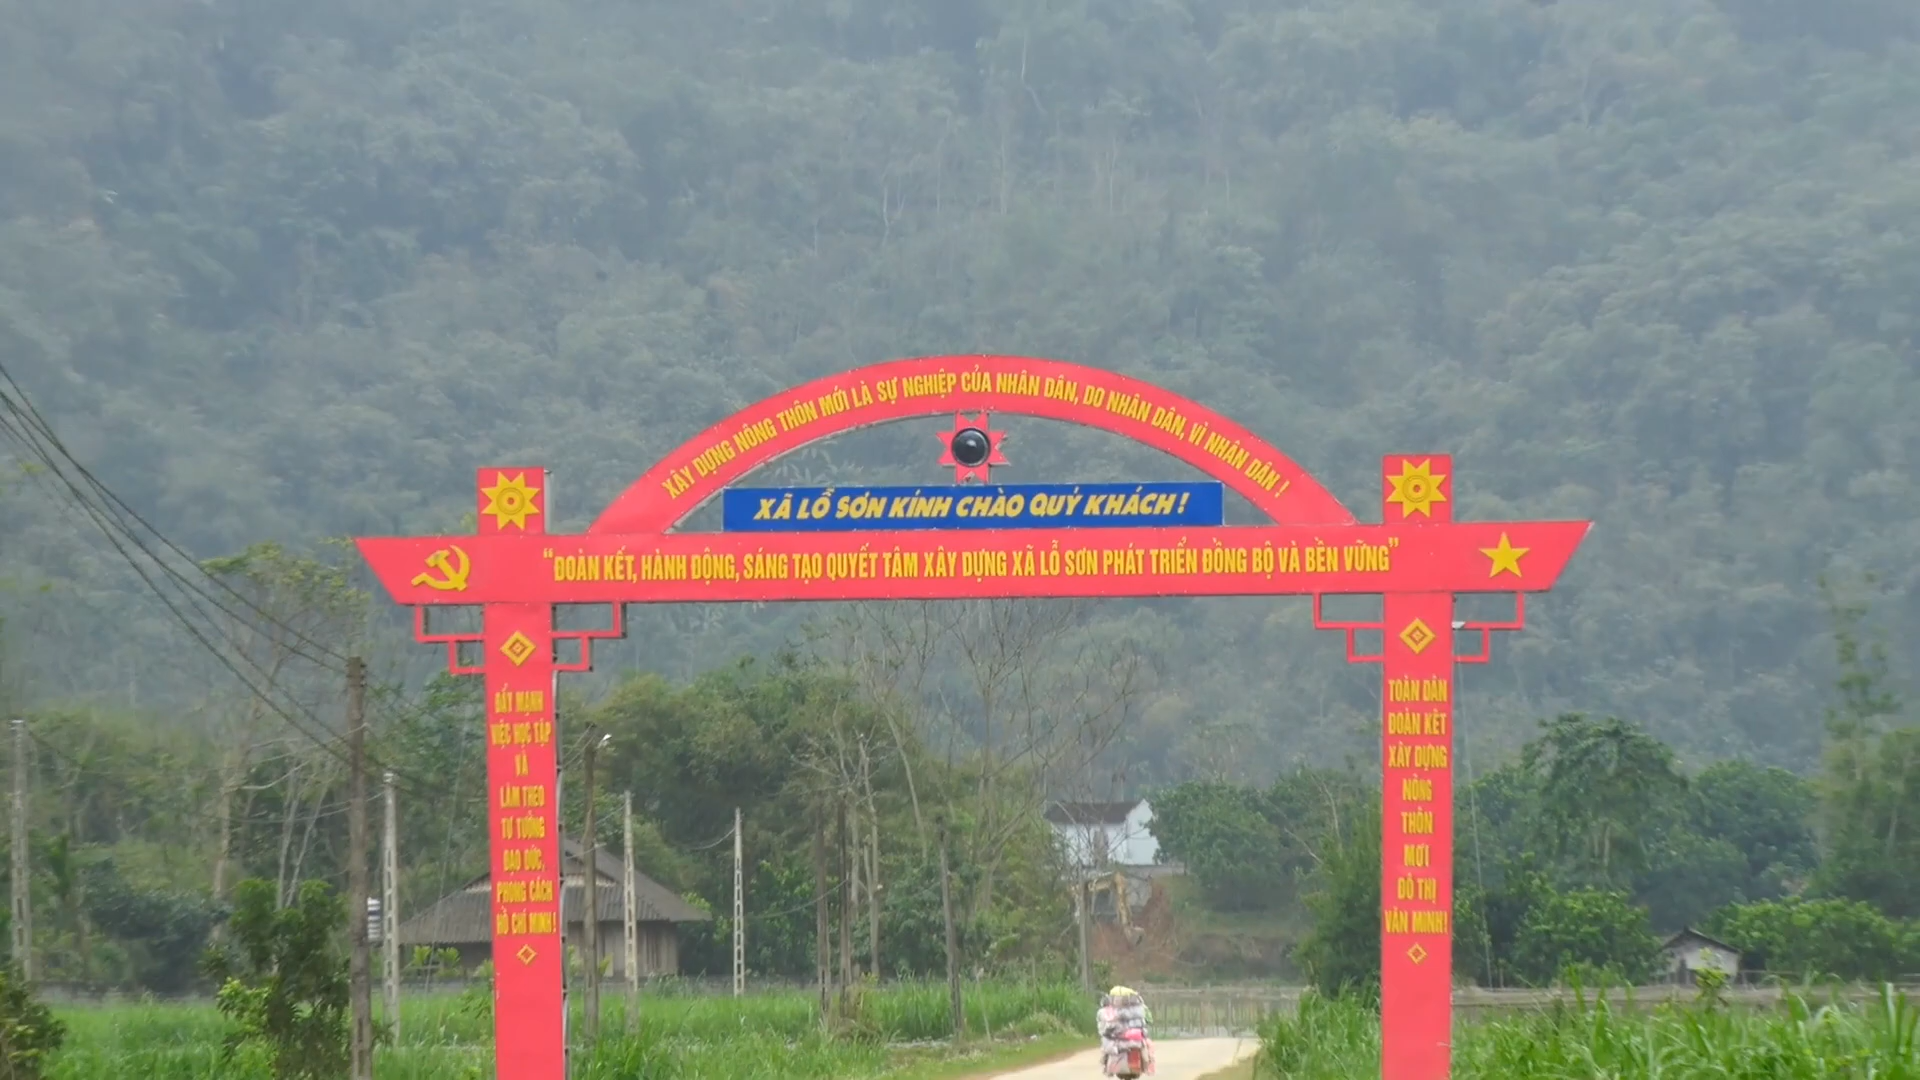 XÂY DỰNG NÔNG THÔN MỚI LÀ SỰ NGHIỆP CỦA NHÂN DÂN, DO NHÂN DÂN, VÌ NHÂN DÂN !
XÃ LỖ SƠN KÍNH CHÀO QUÝ KHÁCH !
“ĐOÀN KẾT, HÀNH ĐỘNG, SÁNG TẠO QUYẾT TÂM XÂY DỰNG XÃ LỖ SƠN PHÁT TRIỂN ĐỒNG BỘ VÀ BỀN VỮNG”
ĐẨY MẠNH
VIỆC HỌC TẬP
VÀ
LÀM THEO
TƯ TƯỞNG
ĐẠO ĐỨC,
PHONG CÁCH
HỒ CHÍ MINH !
TOÀN DÂN
ĐOÀN KẾT
XÂY DỰNG
NÔNG
THÔN
MỚI
ĐÔ THỊ
VĂN MINH !